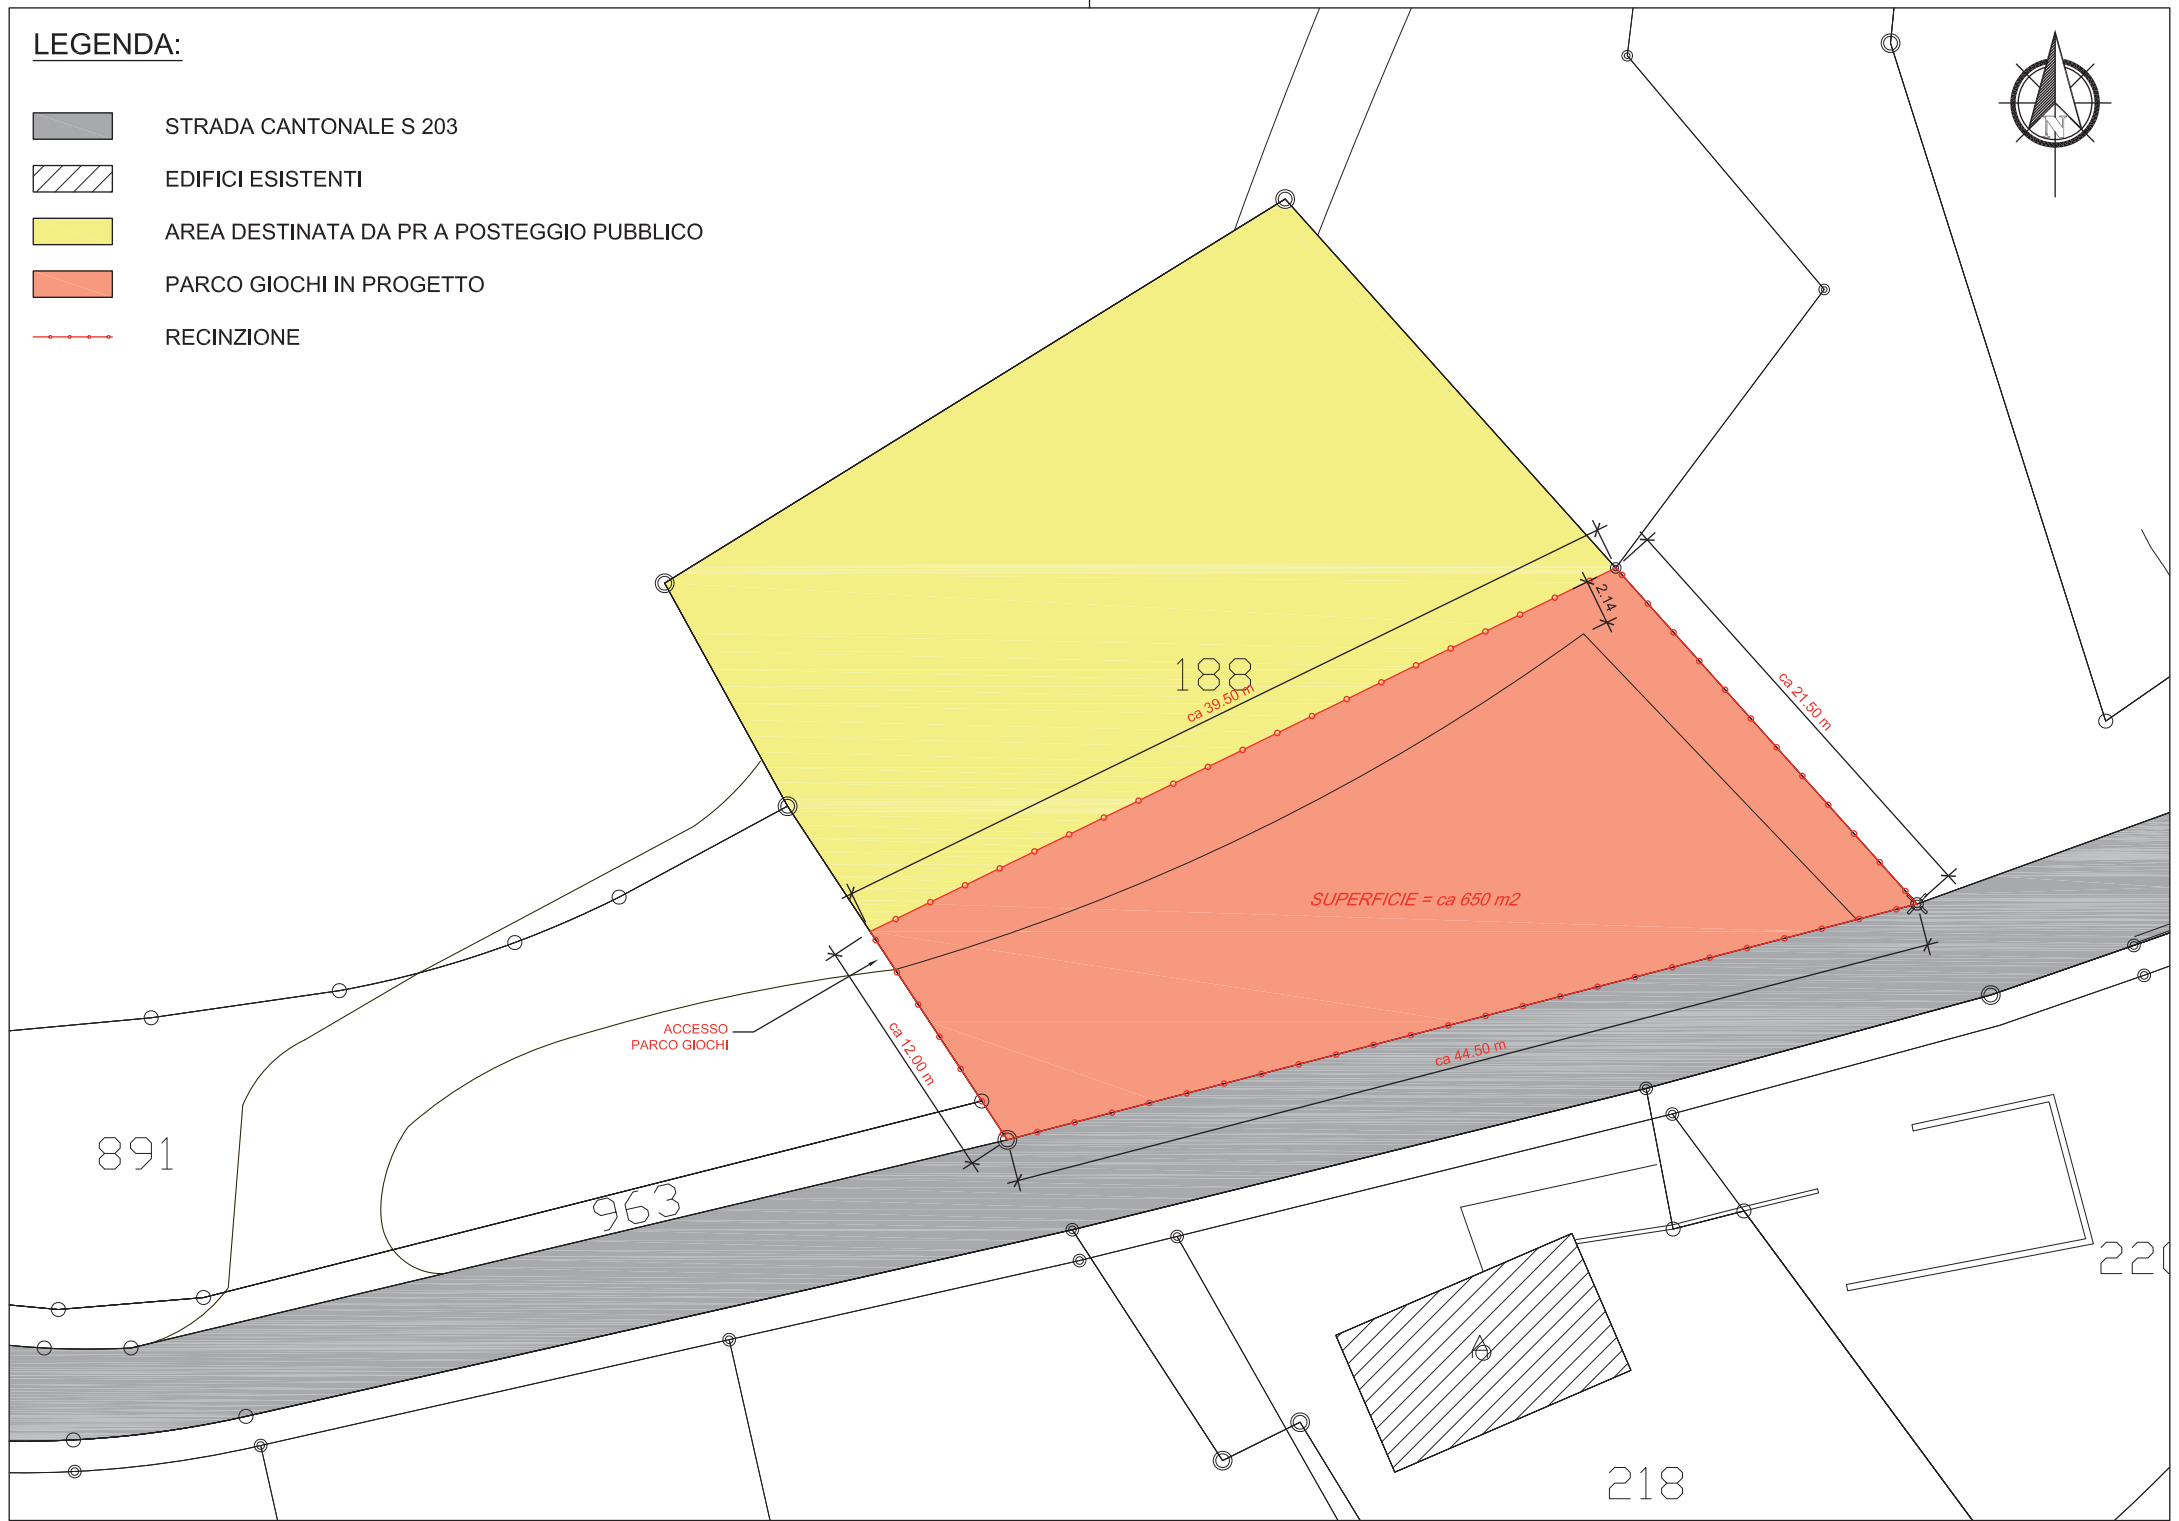 LEGENDA:
STRADA CANTONALE S 203
EDIFICI ESISTENTI
AREA DESTINATA DA PR A POSTEGGIO PUBBLICO
PARCO GIOCHI IN PROGETTO
RECINZIONE
N
2.14
188
ca 39.50 m
ca 21.50 m
SUPERFICIE = ca 650 m2
ACCESSO
PARCO GIOCHI
ca 12.00 m
ca 44.50 m
891
963
A
218